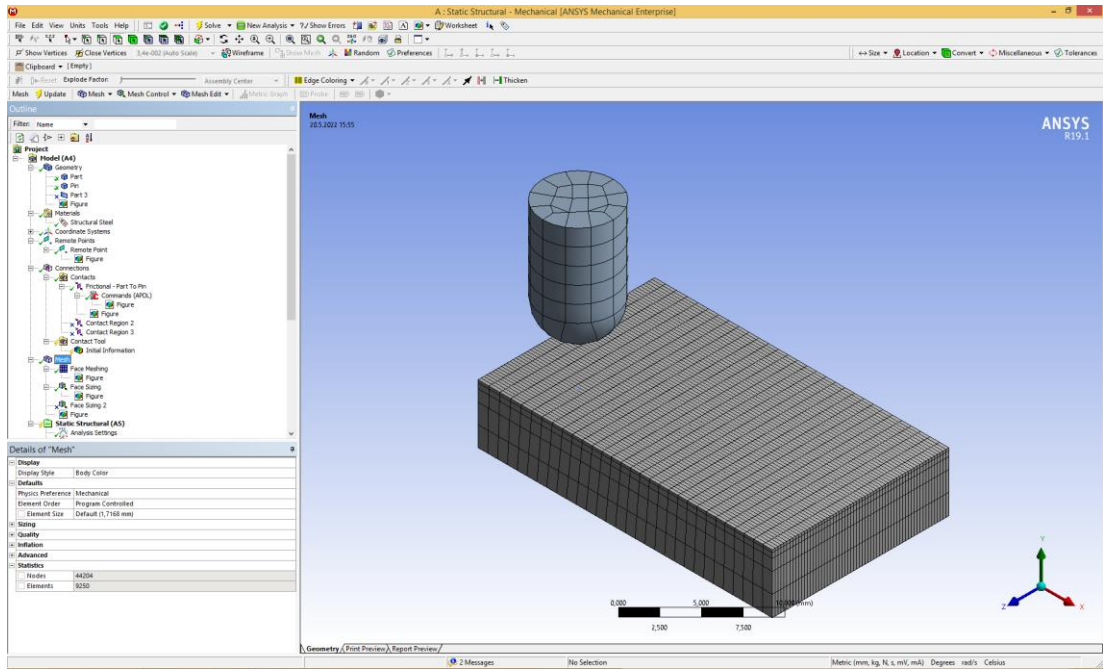 A : Static Structural - Mechanical [ANSYS Mechanical Enterprise]
File Edit View Units Tools Help Solve New Analysis ?/ Show Errors Worksheet
Show Vertices Close Vertices 3,4e-002 (Auto Scale) Wireframe Show Mesh Random Preferences Size Location Convert Miscellaneous Tolerances
Clipboard [Empty]
Reset Explode Factor: Assembly Center Edge Coloring Thicken
Mesh Update Mesh Mesh Control Mesh Edit Metric Graph Probe
Outline
Filter: Name
Project
Model (A4)
Geometry
Part
Pin
Part 3
Figure
Materials
Structural Steel
Coordinate Systems
Remote Points
Remote Point
Figure
Connections
Contacts
Frictional - Part To Pin
Commands (APDL)
Figure
Figure
Contact Region 2
Contact Region 3
Contact Tool
Initial Information
Mesh
Face Meshing
Figure
Face Sizing
Figure
Face Sizing 2
Figure
Static Structural (A5)
Analysis Settings
Details of "Mesh"
Display
Display Style Body Color
Defaults
Physics Preference Mechanical
Element Order Program Controlled
Element Size Default (1,7168 mm)
Sizing
Quality
Inflation
Advanced
Statistics
Nodes 44204
Elements 9250
Mesh
28.5.2022 15:55
ANSYS
R19.1
Y
Z
X
0,000 5,000 10,000 (mm)
2,500 7,500
Geometry Print Preview Report Preview
2 Messages No Selection Metric (mm, kg, N, s, mV, mA) Degrees rad/s Celsius